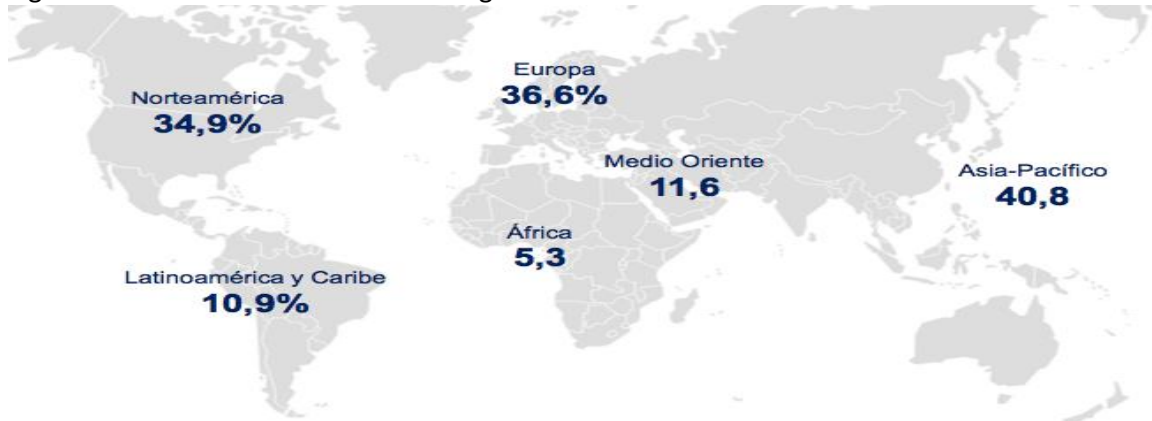 Europa
36,6%
Norteamérica
34,9%
Medio Oriente
11,6
Asia-Pacífico
40,8
África
5,3
Latinoamérica y Caribe
10,9%